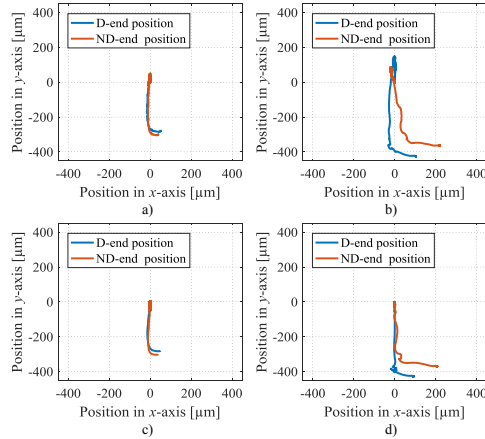 400
200
0
-200
-400
Position in y-axis [µm]
D-end position
ND-end position
-400 -200 0 200 400
Position in x-axis [µm]
a)
400
200
0
-200
-400
Position in y-axis [µm]
D-end position
ND-end position
-400 -200 0 200 400
Position in x-axis [µm]
b)
400
200
0
-200
-400
Position in y-axis [µm]
D-end position
ND-end position
-400 -200 0 200 400
Position in x-axis [µm]
c)
400
200
0
-200
-400
Position in y-axis [µm]
D-end position
ND-end position
-400 -200 0 200 400
Position in x-axis [µm]
d)